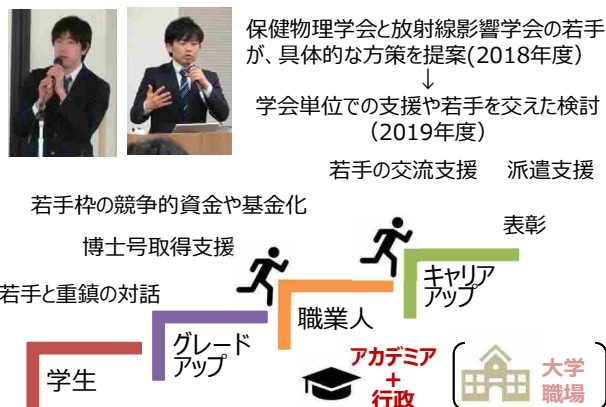 保健物理学会と放射線影響学会の若手
が、具体的な方策を提案(2018年度)
↓
学会単位での支援や若手を交えた検討
（2019年度）
若手の交流支援 派遣支援
若手枠の競争的資金や基金化
表彰
博士号取得支援
若手と重鎮の対話
キャリア
アップ
職業人
グレード
アップ
学生
アカデミア
+
行政
大学
職場